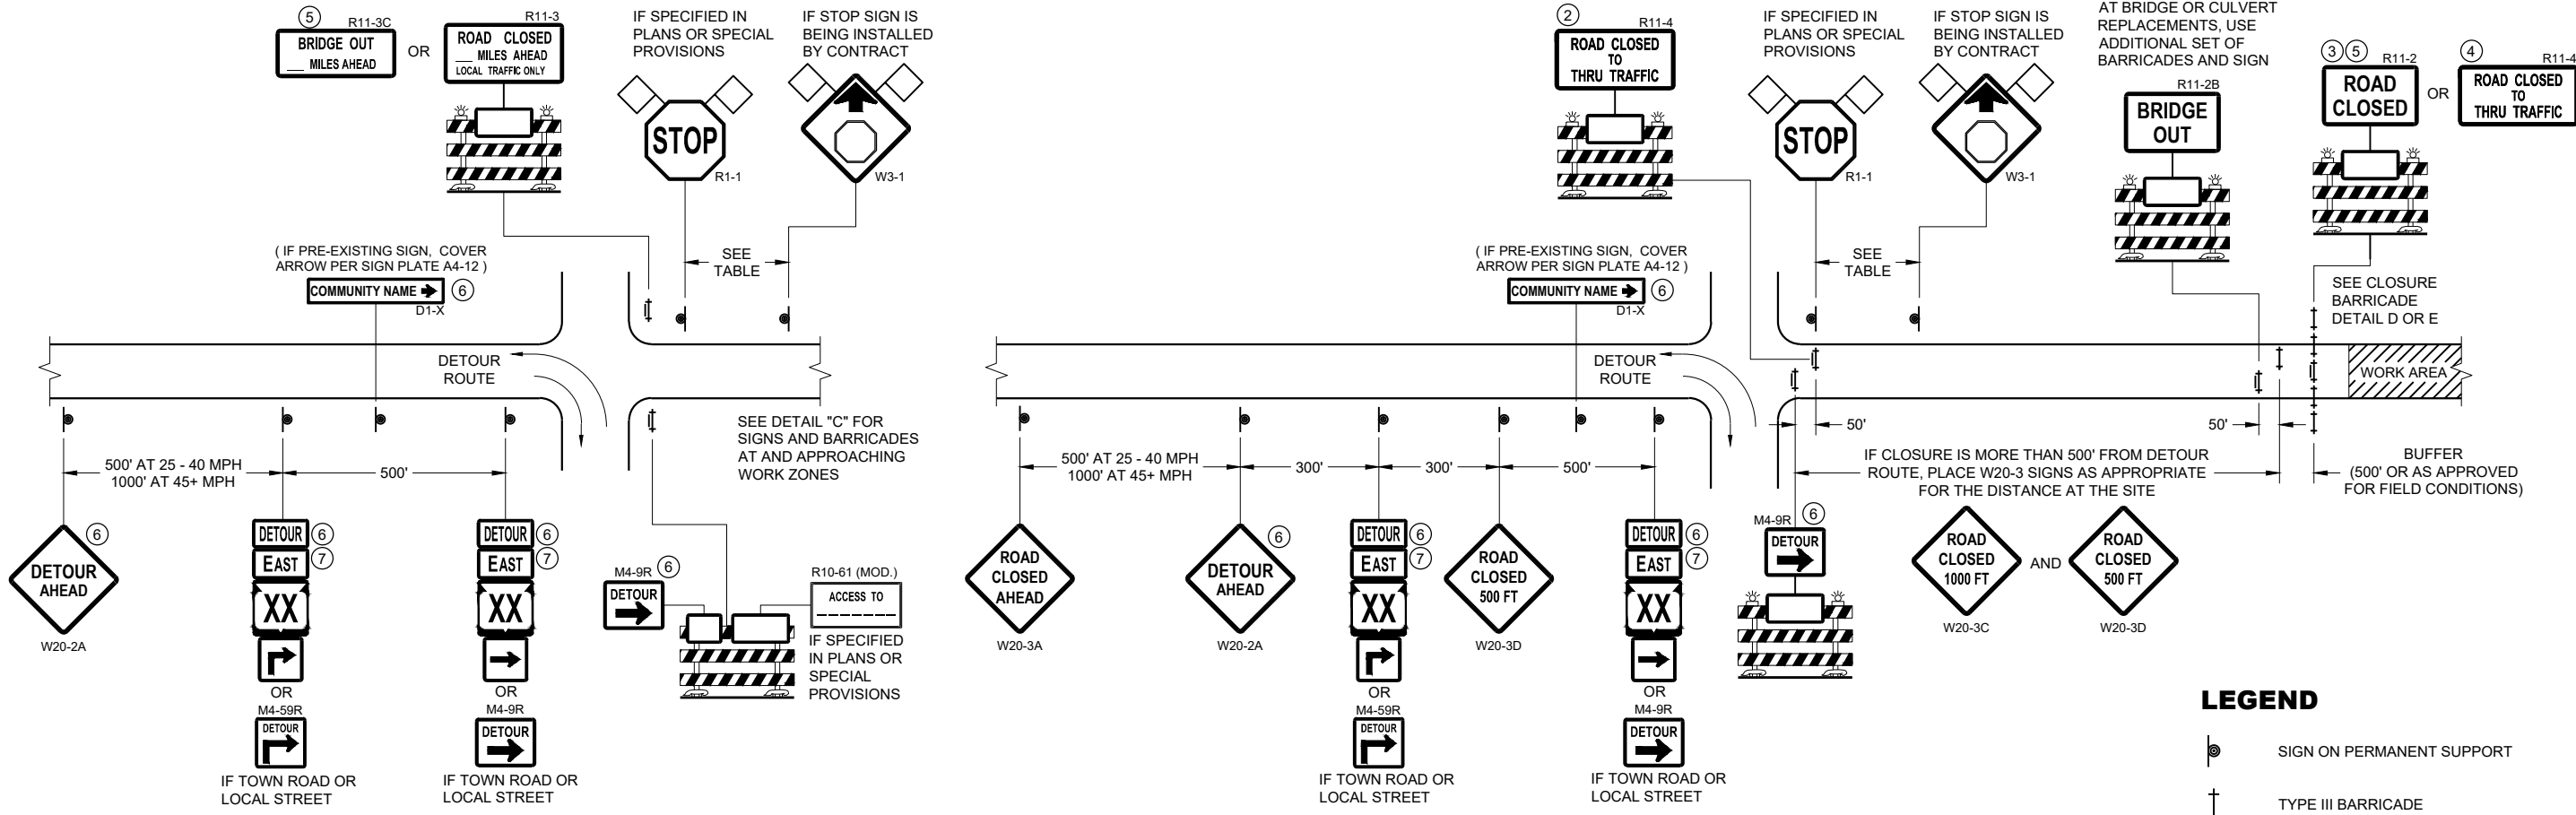 5
R11-3C
BRIDGE OUT
___ MILES AHEAD
OR
R11-3
ROAD CLOSED
___ MILES AHEAD
LOCAL TRAFFIC ONLY
IF SPECIFIED IN
PLANS OR SPECIAL
PROVISIONS
STOP
R1-1
IF STOP SIGN IS
BEING INSTALLED
BY CONTRACT
W3-1
SEE
TABLE
( IF PRE-EXISTING SIGN, COVER
ARROW PER SIGN PLATE A4-12 )
COMMUNITY NAME
6
D1-X
DETOUR
ROUTE
SEE DETAIL "C" FOR
SIGNS AND BARRICADES
AT AND APPROACHING
WORK ZONES
500' AT 25 - 40 MPH
1000' AT 45+ MPH
500'
6
DETOUR
AHEAD
W20-2A
DETOUR
6
EAST
7
XX
OR
M4-59R
DETOUR
IF TOWN ROAD OR
LOCAL STREET
DETOUR
6
EAST
7
XX
OR
M4-9R
DETOUR
IF TOWN ROAD OR
LOCAL STREET
M4-9R
6
DETOUR
R10-61 (MOD.)
ACCESS TO
_______
IF SPECIFIED
IN PLANS OR
SPECIAL
PROVISIONS
2
R11-4
ROAD CLOSED
TO
THRU TRAFFIC
IF SPECIFIED IN
PLANS OR SPECIAL
PROVISIONS
STOP
R1-1
IF STOP SIGN IS
BEING INSTALLED
BY CONTRACT
W3-1
SEE
TABLE
AT BRIDGE OR CULVERT
REPLACEMENTS, USE
ADDITIONAL SET OF
BARRICADES AND SIGN
R11-2B
BRIDGE
OUT
3
5
R11-2
ROAD
CLOSED
OR
4
R11-4
ROAD CLOSED
TO
THRU TRAFFIC
SEE CLOSURE
BARRICADE
DETAIL D OR E
( IF PRE-EXISTING SIGN, COVER
ARROW PER SIGN PLATE A4-12 )
COMMUNITY NAME
6
D1-X
DETOUR
ROUTE
WORK AREA
500' AT 25 - 40 MPH
1000' AT 45+ MPH
300'
300'
500'
50'
50'
IF CLOSURE IS MORE THAN 500' FROM DETOUR
ROUTE, PLACE W20-3 SIGNS AS APPROPRIATE
FOR THE DISTANCE AT THE SITE
BUFFER
(500' OR AS APPROVED
FOR FIELD CONDITIONS)
ROAD
CLOSED
AHEAD
W20-3A
6
DETOUR
AHEAD
W20-2A
DETOUR
6
EAST
7
XX
OR
M4-59R
DETOUR
IF TOWN ROAD OR
LOCAL STREET
ROAD
CLOSED
500 FT
W20-3D
DETOUR
6
EAST
7
XX
OR
M4-9R
DETOUR
IF TOWN ROAD OR
LOCAL STREET
M4-9R
6
DETOUR
ROAD
CLOSED
1000 FT
W20-3C
AND
ROAD
CLOSED
500 FT
W20-3D
LEGEND
SIGN ON PERMANENT SUPPORT
TYPE III BARRICADE